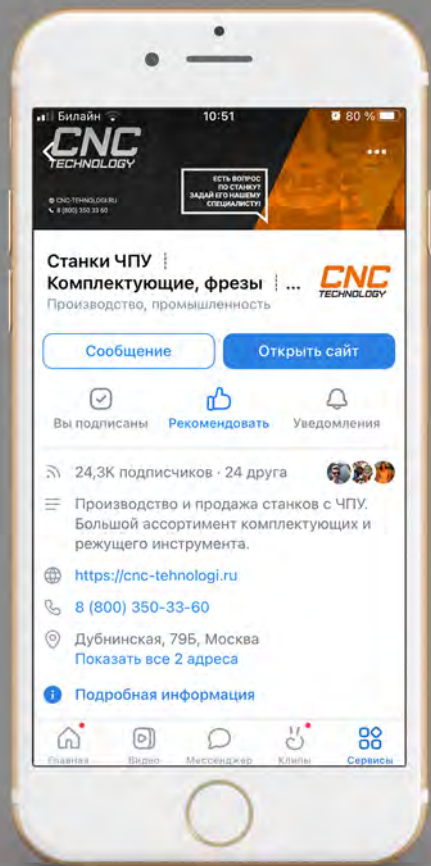 Билайн 10:51 80 %
CNC
TECHNOLOGY
ЕСТЬ ВОПРОС
ПО СТАНКУ?
ЗАДАЙ ЕГО НАШЕМУ
СПЕЦИАЛИСТУ!
CNC-TEHNOLOGI.RU
8 (800) 350 33 60
Станки ЧПУ ┊
Комплектующие, фрезы ┊ ...
CNC
TECHNOLOGY
Производство, промышленность
Сообщение Открыть сайт
Вы подписаны Рекомендовать Уведомления
24,3K подписчиков · 24 друга
Производство и продажа станков с ЧПУ.
Большой ассортимент комплектующих и
режущего инструмента.
https://cnc-tehnologi.ru
8 (800) 350-33-60
Дубнинская, 79Б, Москва
Показать все 2 адреса
Подробная информация
Главная Видео Мессенджер Клипы Сервисы